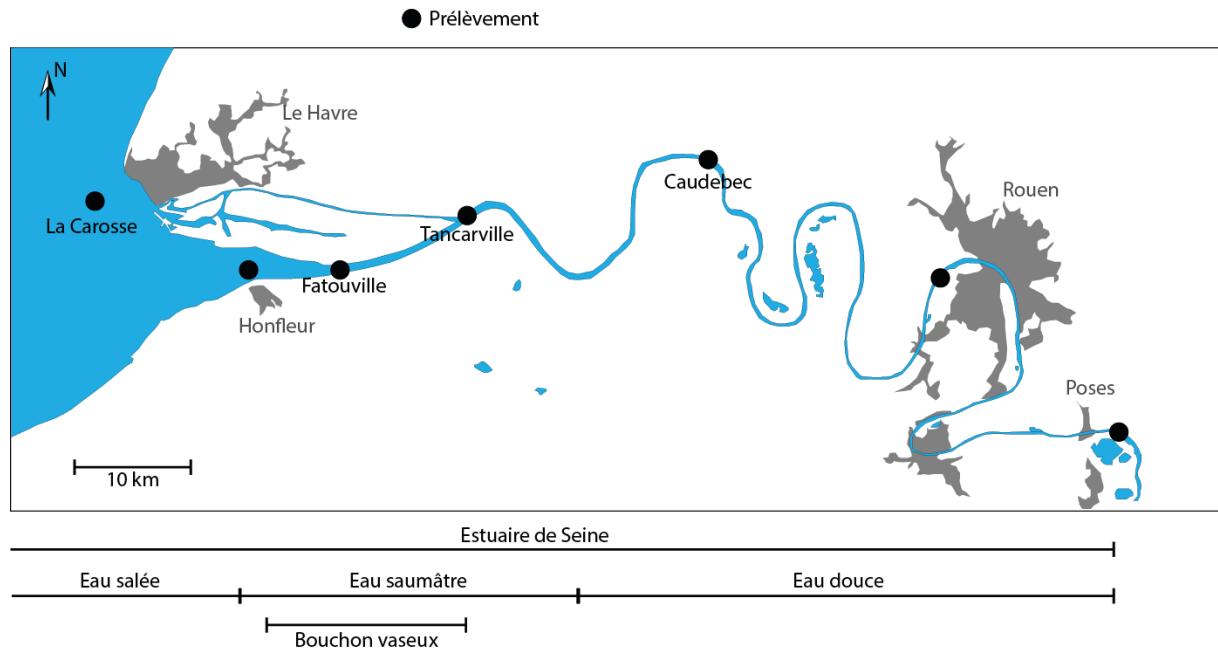 Prélèvement
N
Le Havre
Caudebec
Rouen
La Carosse
Tancarville
Fatouville
Honfleur
Poses
10 km
Estuaire de Seine
Eau salée
Eau saumâtre
Eau douce
Bouchon vaseux